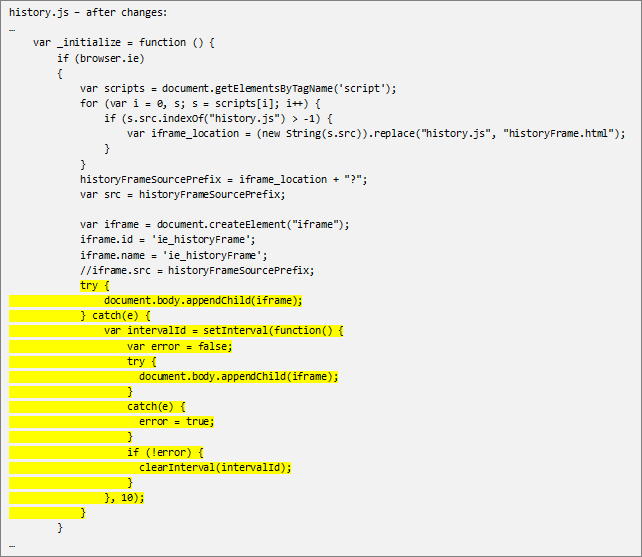 history.js – after changes:
…
    var _initialize = function () {
        if (browser.ie)
        {
            var scripts = document.getElementsByTagName('script');
            for (var i = 0, s; s = scripts[i]; i++) {
                if (s.src.indexOf("history.js") > -1) {
                    var iframe_location = (new String(s.src)).replace("history.js", "historyFrame.html");
                }
            }
            historyFrameSourcePrefix = iframe_location + "?";
            var src = historyFrameSourcePrefix;

            var iframe = document.createElement("iframe");
            iframe.id = 'ie_historyFrame';
            iframe.name = 'ie_historyFrame';
            //iframe.src = historyFrameSourcePrefix;
            try {
                document.body.appendChild(iframe);
            } catch(e) {
                var intervalId = setInterval(function() {
                    var error = false;
                    try {
                      document.body.appendChild(iframe);
                    }
                    catch(e) {
                      error = true;
                    }
                    if (!error) {
                      clearInterval(intervalId);
                    }
                }, 10);
            }
        }
…